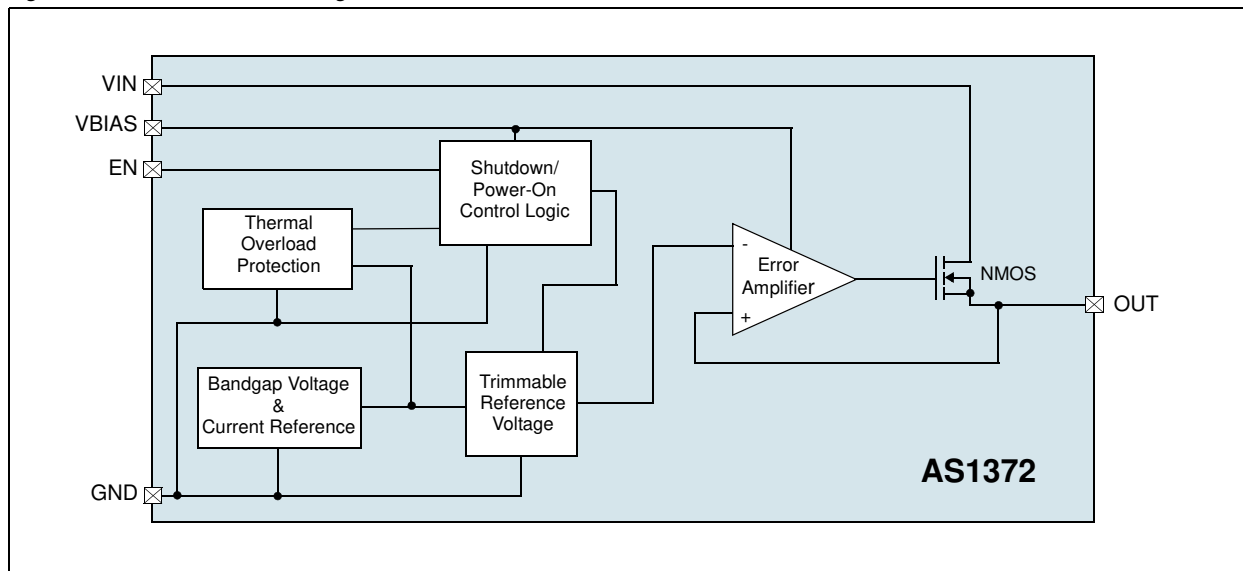 VIN
VBIAS
EN
Shutdown/
Power-On
Control Logic
Thermal
Overload
Protection
-
Error
Amplifier
+
NMOS
OUT
Bandgap Voltage
&
Current Reference
Trimmable
Reference
Voltage
AS1372
GND